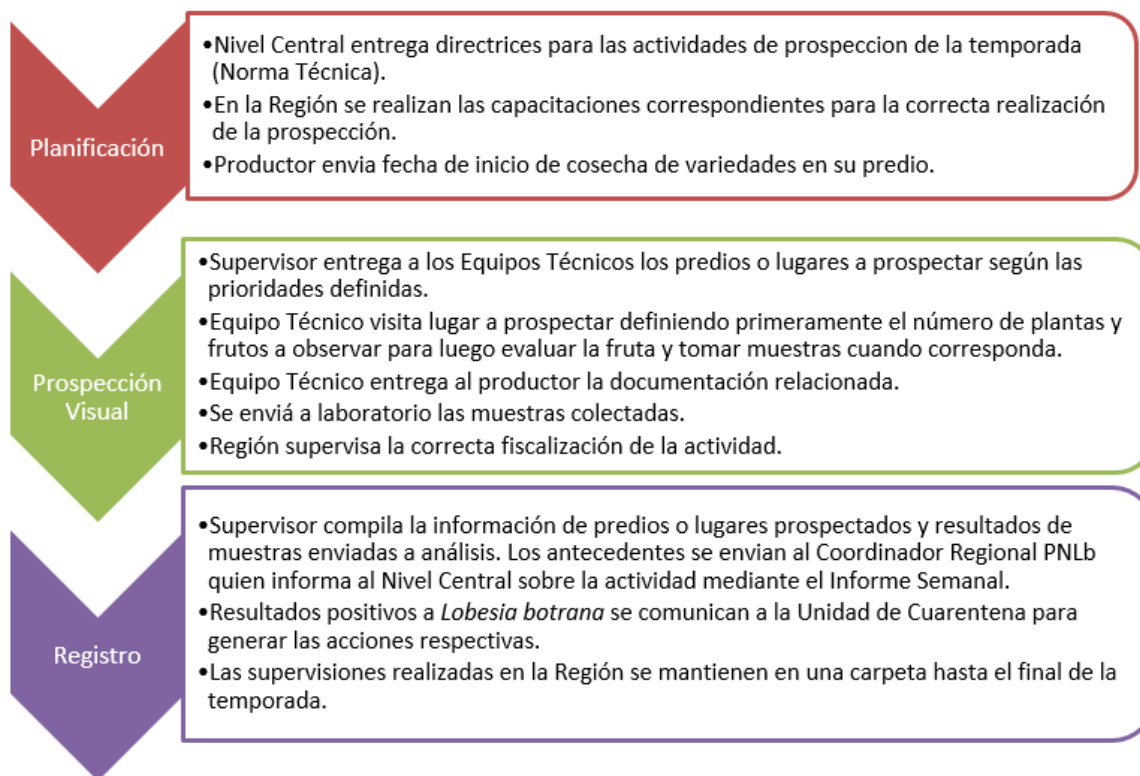 Planificación
•Nivel Central entrega directrices para las actividades de prospeccion de la temporada
(Norma Técnica).
•En la Región se realizan las capacitaciones correspondientes para la correcta realización
de la prospección.
•Productor envia fecha de inicio de cosecha de variedades en su predio.
Prospección
Visual
•Supervisor entrega a los Equipos Técnicos los predios o lugares a prospectar según las
prioridades definidas.
•Equipo Técnico visita lugar a prospectar definiendo primeramente el número de plantas y
frutos a observar para luego evaluar la fruta y tomar muestras cuando corresponda.
•Equipo Técnico entrega al productor la documentación relacionada.
•Se enviá a laboratorio las muestras colectadas.
•Región supervisa la correcta fiscalización de la actividad.
Registro
•Supervisor compila la información de predios o lugares prospectados y resultados de
muestras enviadas a análisis. Los antecedentes se envian al Coordinador Regional PNLb
quien informa al Nivel Central sobre la actividad mediante el Informe Semanal.
•Resultados positivos a Lobesia botrana se comunican a la Unidad de Cuarentena para
generar las acciones respectivas.
•Las supervisiones realizadas en la Región se mantienen en una carpeta hasta el final de la
temporada.